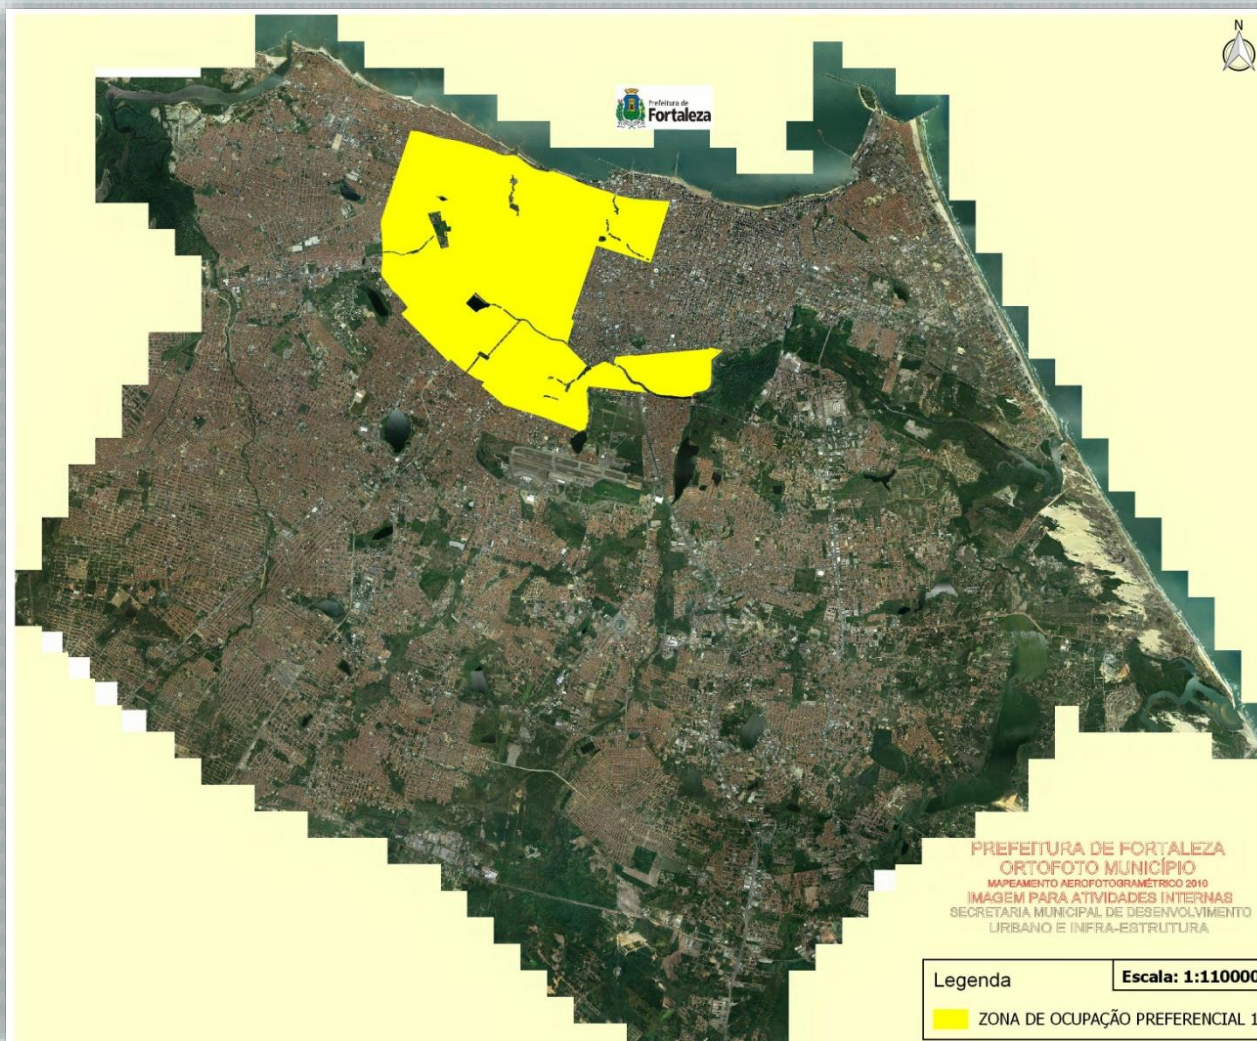 N
Prefeitura de
Fortaleza
PREFEITURA DE FORTALEZA
ORTOFOTO MUNICÍPIO
MAPEAMENTO AEROFOTOGRAMÉTRICO 2010
IMAGEM PARA ATIVIDADES INTERNAS
SECRETARIA MUNICIPAL DE DESENVOLVIMENTO
URBANO E INFRA-ESTRUTURA
Legenda
Escala: 1:110000
ZONA DE OCUPAÇÃO PREFERENCIAL 1